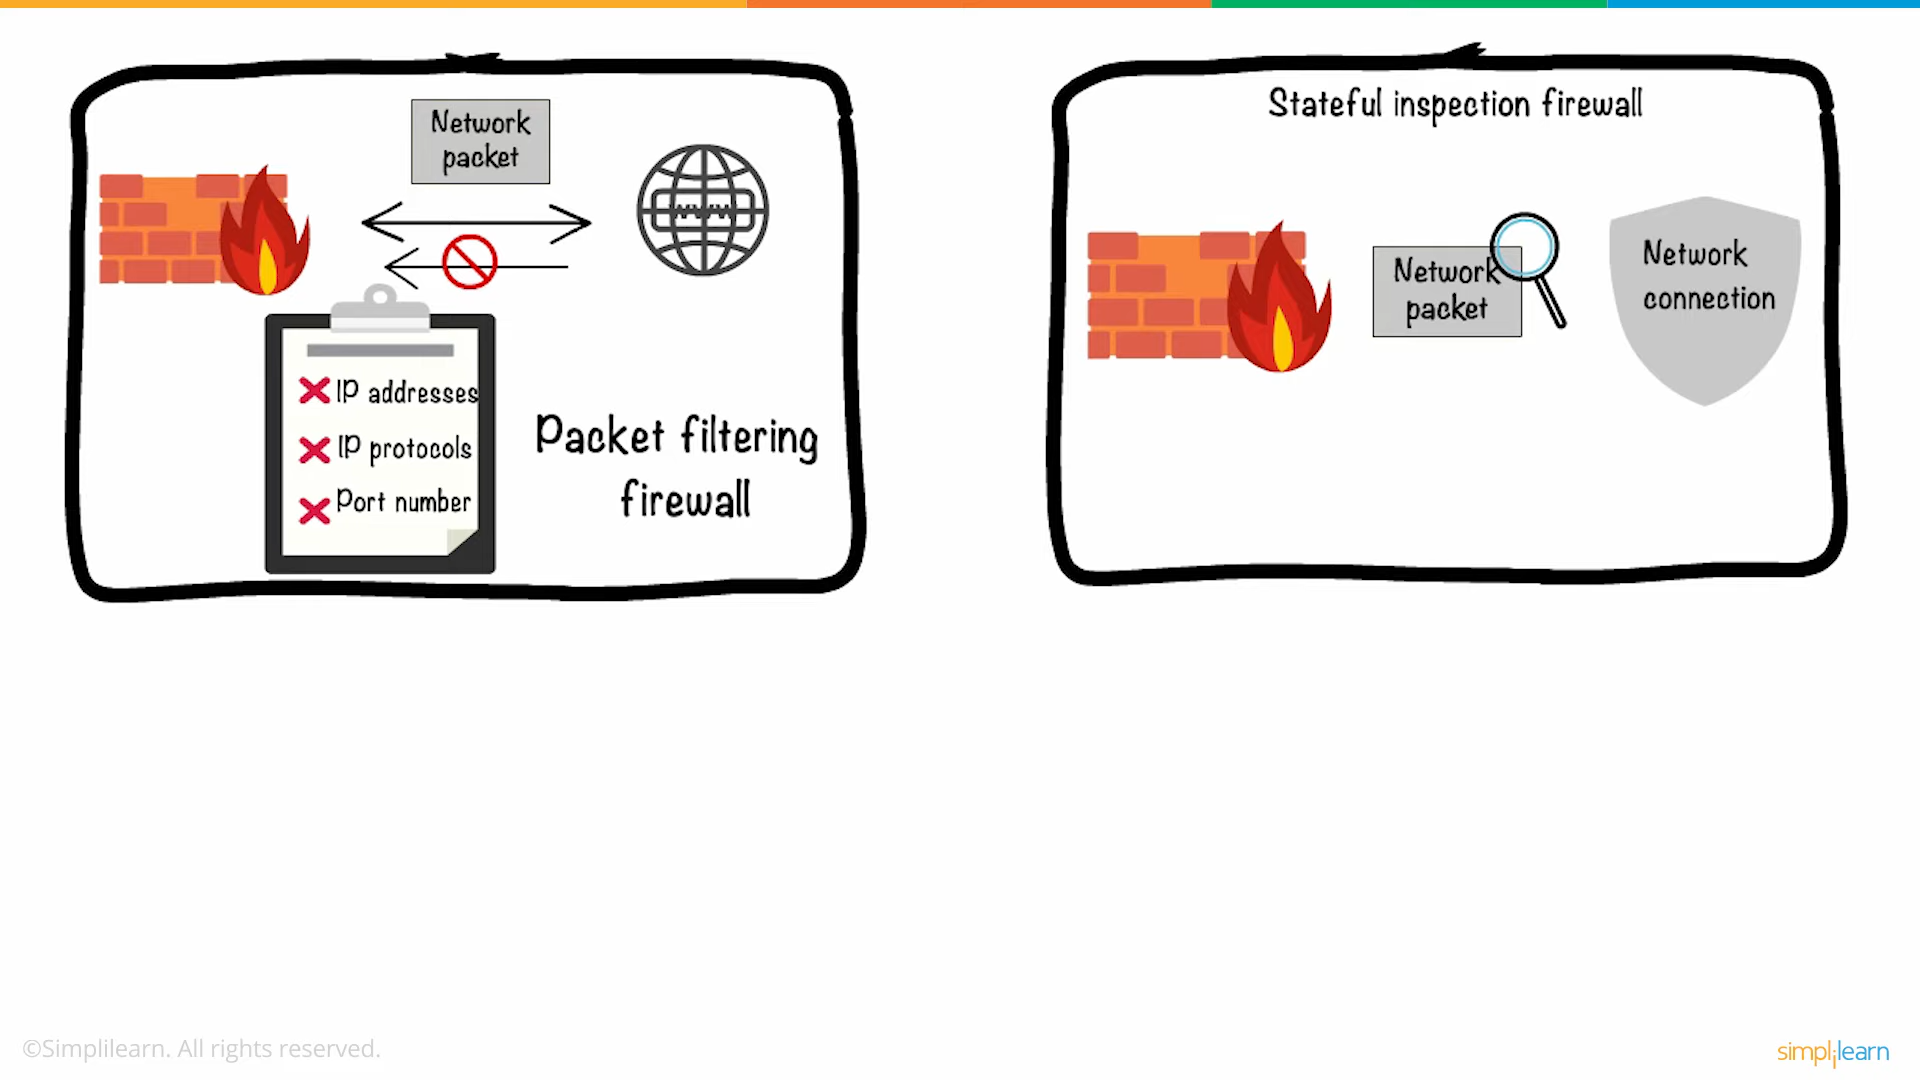 Network
packet
www
IP addresses
IP protocols
Port number
Packet filtering
firewall
Stateful inspection firewall
Network
packet
Network
connection
©Simplilearn. All rights reserved.
simplilearn